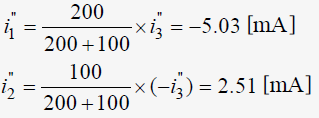 i₁" = 200 / (200+100) × i₃" = −5.03 [mA]
i₂" = 100 / (200+100) × (−i₃") = 2.51 [mA]